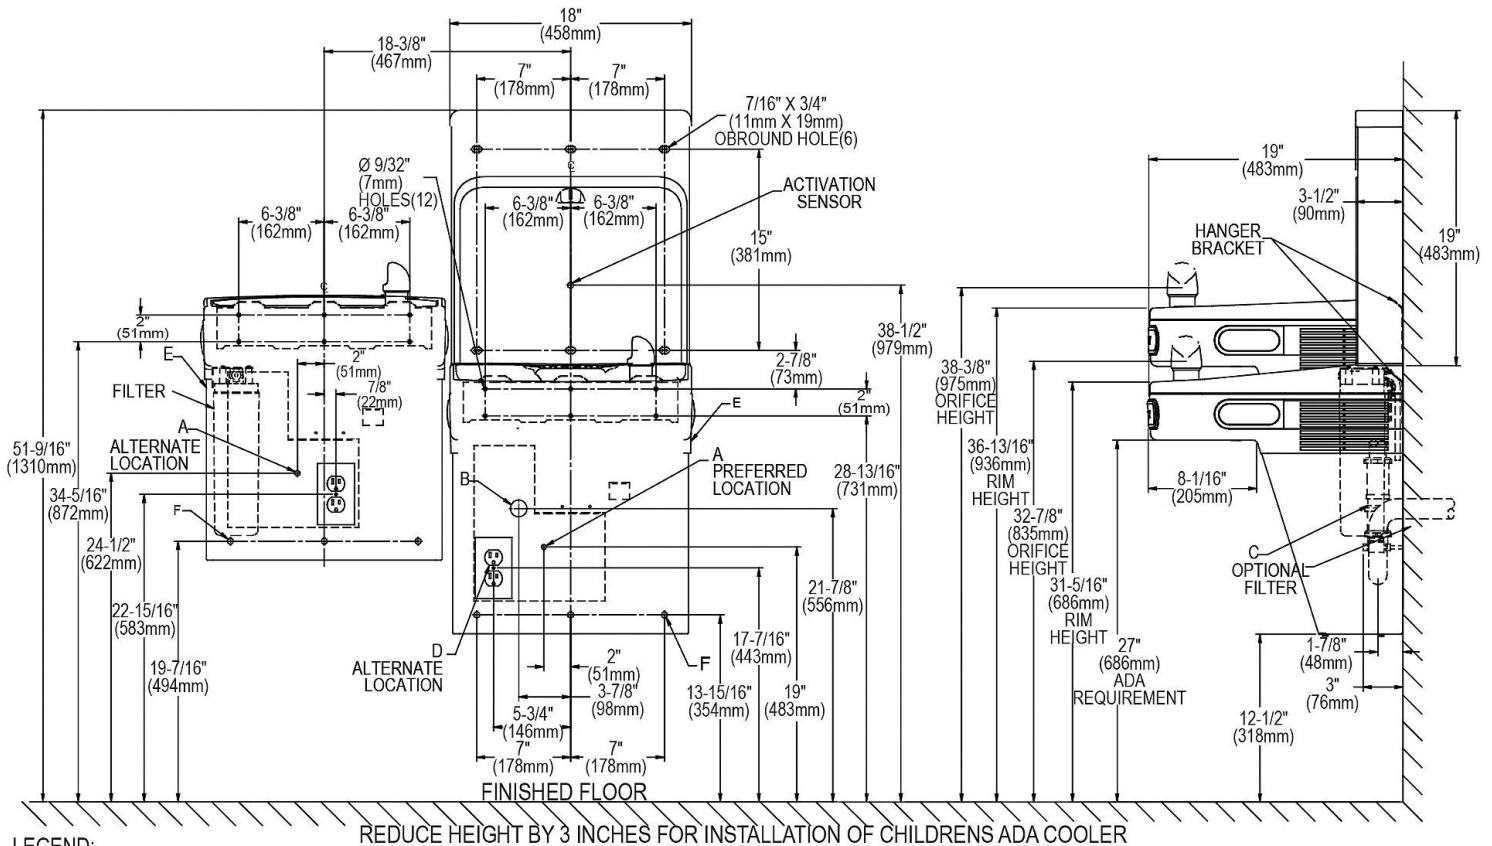 18"
(458mm)
18-3/8"
(467mm)
7"
(178mm)
7"
(178mm)
7/16" X 3/4"
(11mm X 19mm)
OBROUND HOLE(6)
Ø 9/32"
(7mm)
HOLES(12)
℄
ACTIVATION
SENSOR
6-3/8"
(162mm)
6-3/8"
(162mm)
6-3/8"
(162mm)
6-3/8"
(162mm)
15"
(381mm)
℄
2"
(51mm)
E
FILTER
A
ALTERNATE
LOCATION
2"
(51mm)
7/8"
(22mm)
51-9/16"
(1310mm)
34-5/16"
(872mm)
F
24-1/2"
(622mm)
22-15/16"
(583mm)
19-7/16"
(494mm)
38-1/2"
(979mm)
2-7/8"
(73mm)
2"
(51mm)
E
A
PREFERRED
LOCATION
B
28-13/16"
(731mm)
21-7/8"
(556mm)
D
ALTERNATE
LOCATION
17-7/16"
(443mm)
F
2"
(51mm)
3-7/8"
(98mm)
13-15/16"
(354mm)
19"
(483mm)
5-3/4"
(146mm)
7"
(178mm)
7"
(178mm)
FINISHED FLOOR
19"
(483mm)
3-1/2"
(90mm)
HANGER
BRACKET
19"
(483mm)
38-3/8"
(975mm)
ORIFICE
HEIGHT
36-13/16"
(936mm)
RIM
HEIGHT
8-1/16"
(205mm)
32-7/8"
(835mm)
ORIFICE
HEIGHT
C
OPTIONAL
FILTER
31-5/16"
(686mm)
RIM
HEIGHT
27"
(686mm)
ADA
REQUIREMENT
1-7/8"
(48mm)
3"
(76mm)
12-1/2"
(318mm)
REDUCE HEIGHT BY 3 INCHES FOR INSTALLATION OF CHILDRENS ADA COOLER
LEGEND: